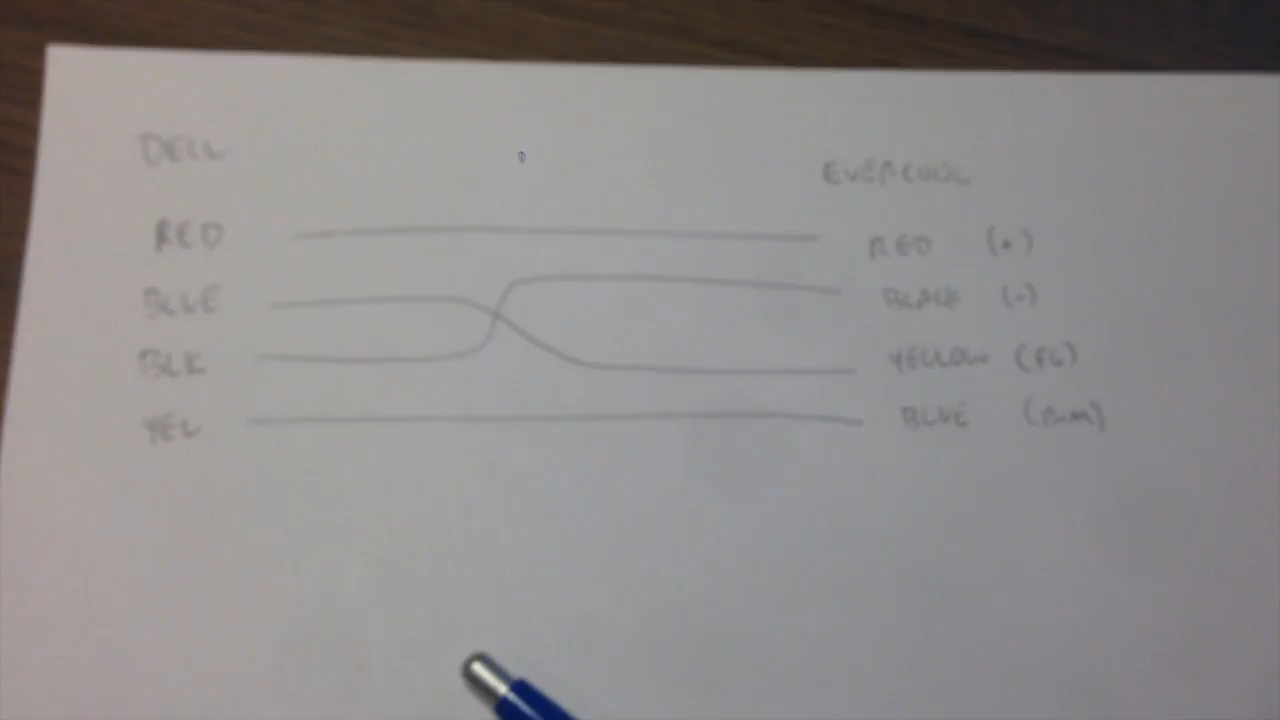 DELL
EVERCOOL
RED RED (+)
BLUE BLACK (-)
BLK YELLOW (FG)
YEL BLUE